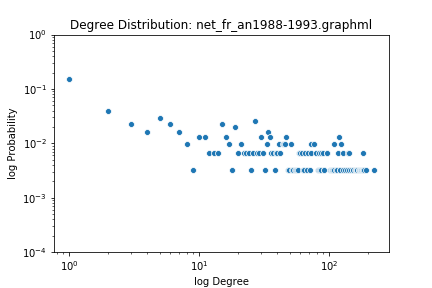 Degree Distribution: net_fr_an1988-1993.graphml
10⁰
10⁻¹
10⁻²
10⁻³
10⁻⁴
log Probability
10⁰ 10¹ 10²
log Degree